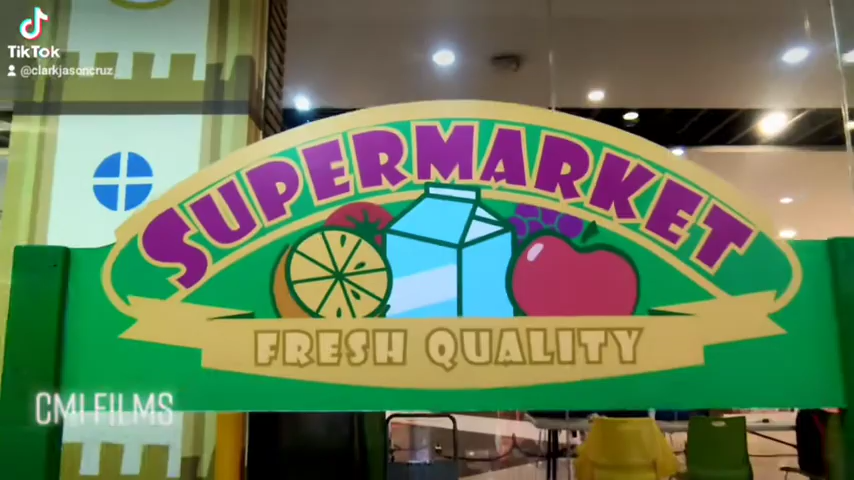 TikTok
@clarkjasoncruz
SUPERMARKET
FRESH QUALITY
CMI FILMS